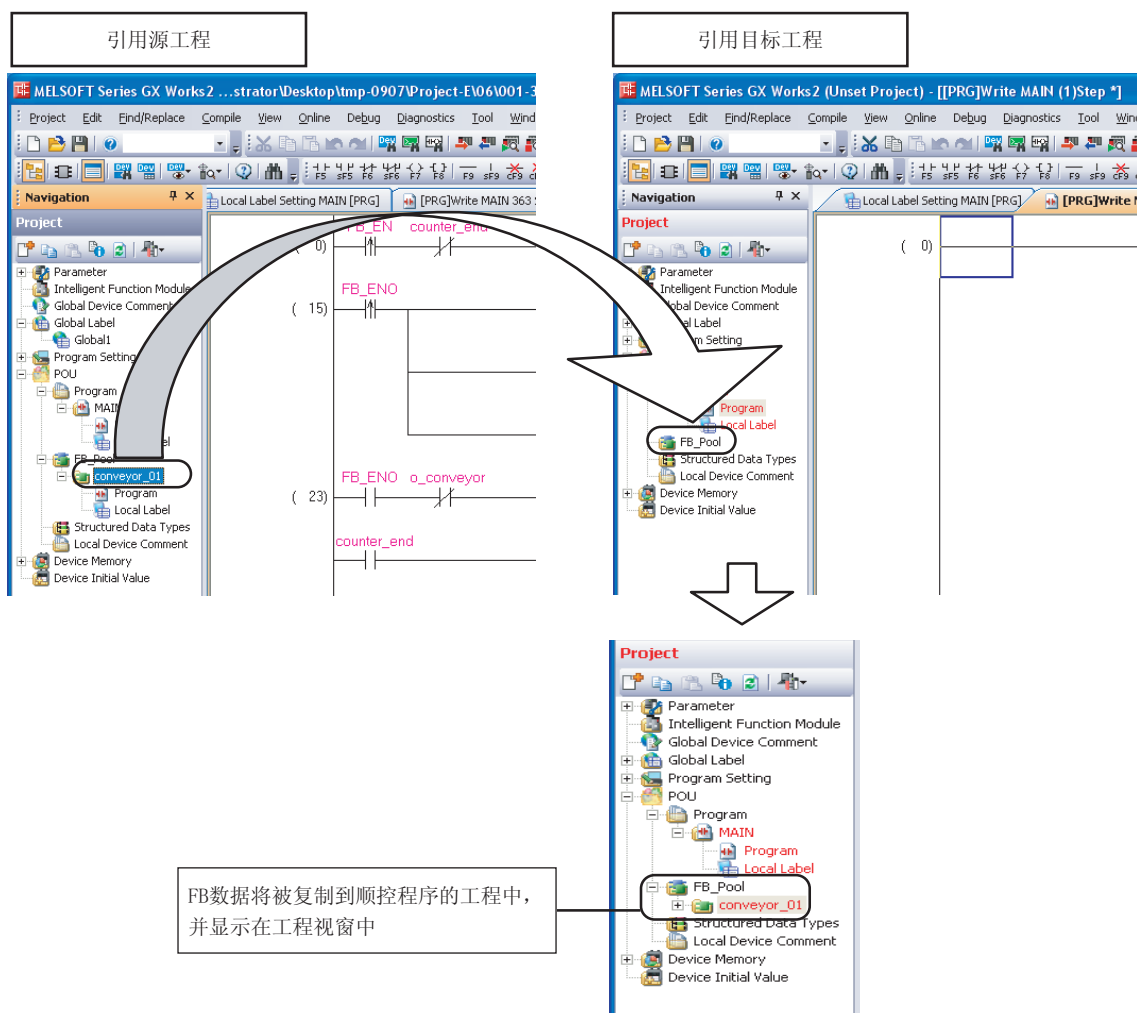 引用源工程
引用目标工程
MELSOFT Series GX Works2 ...strator\Desktop\tmp-0907\Project-E\06\001-3
Project Edit Find/Replace Compile View Online Debug Diagnostics Tool Wind
Navigation
Local Label Setting MAIN [PRG]
[PRG]Write MAIN 363
Project
Parameter
Intelligent Function Module
Global Device Comment
Global Label
Global1
Program Setting
POU
Program
MAIN
FB_Pool
conveyor_01
Program
Local Label
Structured Data Types
Local Device Comment
Device Memory
Device Initial Value
FB_EN counter_end
( 0)
FB_ENO
( 15)
FB_ENO o_conveyor
( 23)
counter_end
MELSOFT Series GX Works2 (Unset Project) - [[PRG]Write MAIN (1)Step *]
Project Edit Find/Replace Compile View Online Debug Diagnostics Tool
Navigation
Local Label Setting MAIN [PRG]
[PRG]Write
Project
( 0)
Parameter
Intelligent Function Module
Global Device Comment
Label
Setting
Program
Local Label
FB_Pool
Structured Data Types
Local Device Comment
Device Memory
Device Initial Value
Project
Parameter
Intelligent Function Module
Global Device Comment
Global Label
Program Setting
POU
Program
MAIN
Program
Local Label
FB_Pool
conveyor_01
Structured Data Types
Local Device Comment
Device Memory
Device Initial Value
FB数据将被复制到顺控程序的工程中，
并显示在工程视窗中